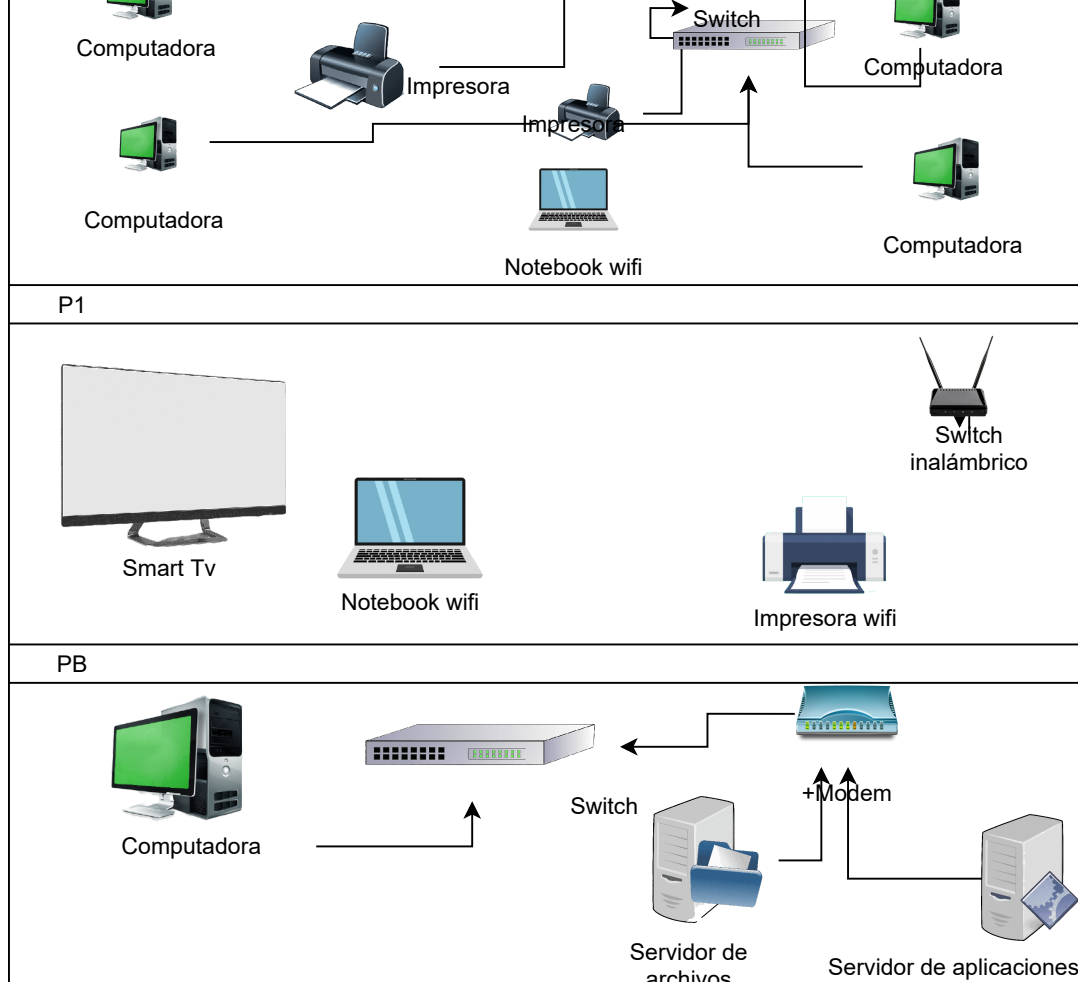 Switch
Computadora
Impresora
Computadora
Impresora
Computadora
Computadora
Notebook wifi
P1
Switch
inalámbrico
Smart Tv
Notebook wifi
Impresora wifi
PB
+Modem
Switch
Computadora
Servidor de
archivos
Servidor de aplicaciones